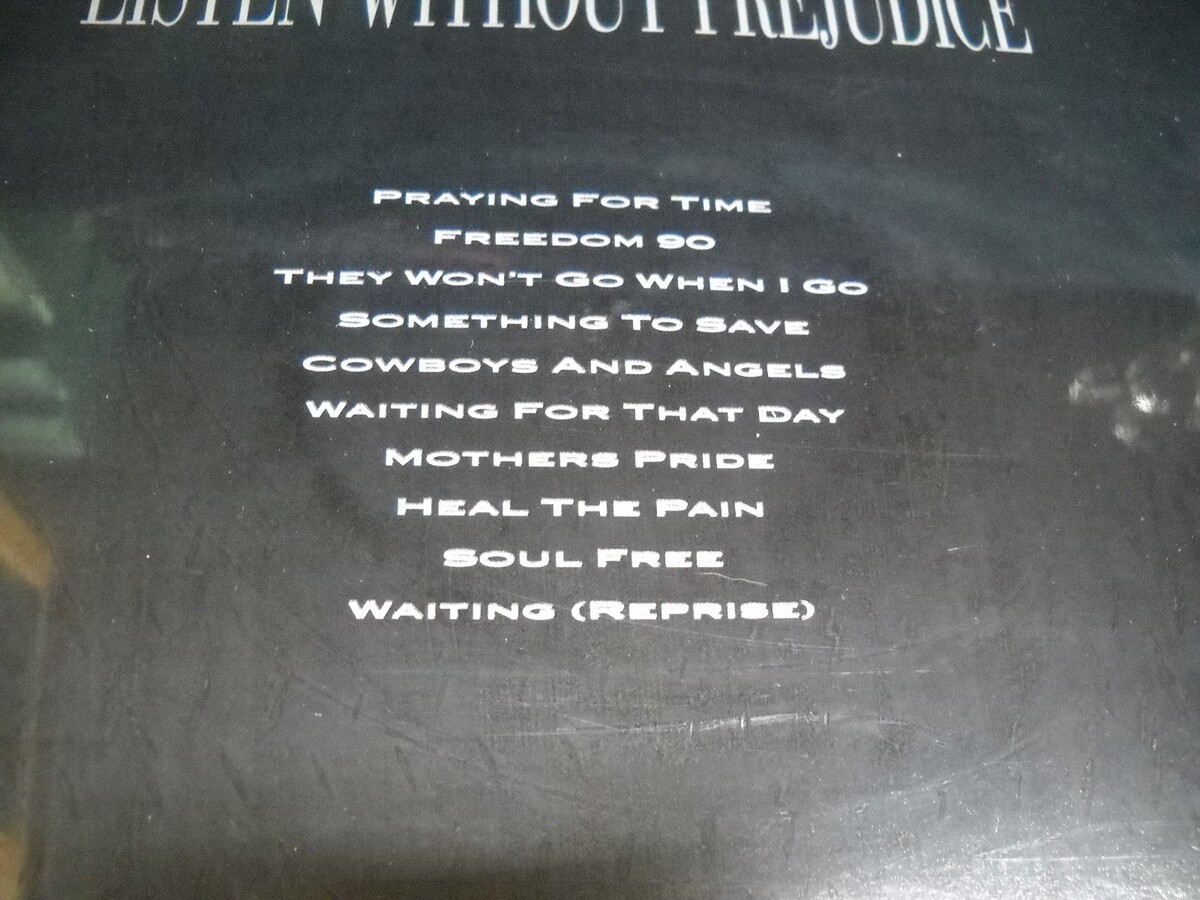 LISTEN WITHOUT PREJUDICE
PRAYING FOR TIME
FREEDOM 90
THEY WON'T GO WHEN I GO
SOMETHING TO SAVE
COWBOYS AND ANGELS
WAITING FOR THAT DAY
MOTHERS PRIDE
HEAL THE PAIN
SOUL FREE
WAITING (REPRISE)